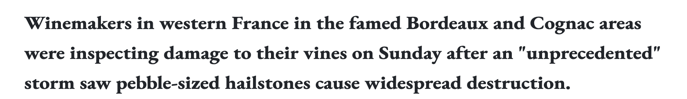 Winemakers in western France in the famed Bordeaux and Cognac areas
were inspecting damage to their vines on Sunday after an "unprecedented"
storm saw pebble-sized hailstones cause widespread destruction.